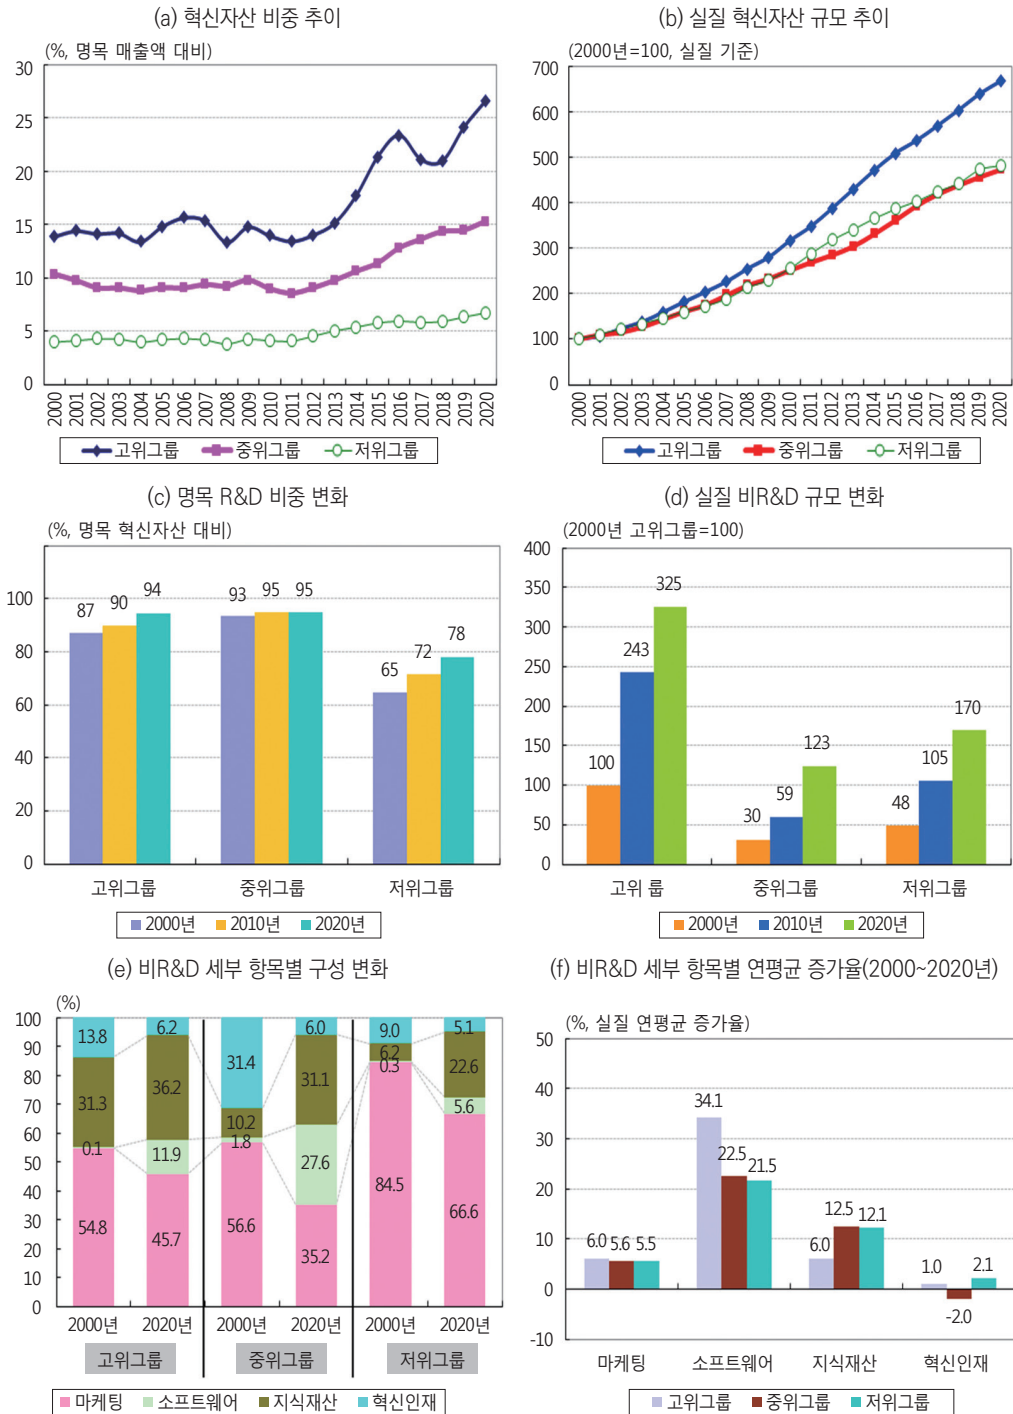 (a) 혁신자산 비중 추이
(%, 명목 매출액 대비)
30
25
20
15
10
5
0
2000 2001 2002 2003 2004 2005 2006 2007 2008 2009 2010 2011 2012 2013 2014 2015 2016 2017 2018 2019 2020
고위그룹 중위그룹 저위그룹
(b) 실질 혁신자산 규모 추이
(2000년=100, 실질 기준)
700
600
500
400
300
200
100
0
2000 2001 2002 2003 2004 2005 2006 2007 2008 2009 2010 2011 2012 2013 2014 2015 2016 2017 2018 2019 2020
고위그룹 중위그룹 저위그룹
(c) 명목 R&D 비중 변화
(%, 명목 혁신자산 대비)
100
80
60
40
20
0
87 90 94 93 95 95 65 72 78
고위그룹 중위그룹 저위그룹
2000년 2010년 2020년
(d) 실질 비R&D 규모 변화
(2000년 고위그룹=100)
400
350
300
250
200
150
100
50
0
100 243 325 30 59 123 48 105 170
고위 룹 중위그룹 저위그룹
2000년 2010년 2020년
(e) 비R&D 세부 항목별 구성 변화
(%)
100
90
80
70
60
50
40
30
20
10
0
13.8 6.2 31.4 6.0 9.0 5.1
31.3 36.2 10.2 31.1 6.2 22.6
0.1 11.9 1.8 27.6 0.3 5.6
54.8 45.7 56.6 35.2 84.5 66.6
2000년 2020년 2000년 2020년 2000년 2020년
고위그룹 중위그룹 저위그룹
마케팅 소프트웨어 지식재산 혁신인재
(f) 비R&D 세부 항목별 연평균 증가율(2000~2020년)
(%, 실질 연평균 증가율)
50
40
30
20
10
0
-10
6.0 5.6 5.5 34.1 22.5 21.5 6.0 12.5 12.1 1.0 -2.0 2.1
마케팅 소프트웨어 지식재산 혁신인재
고위그룹 중위그룹 저위그룹